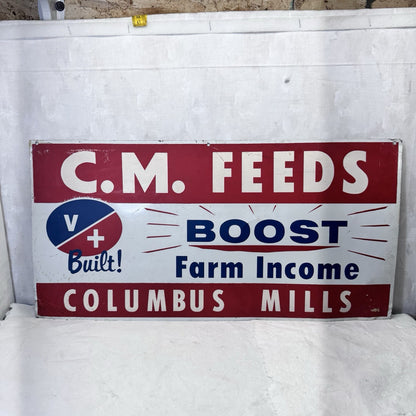 C.M. FEEDS
V
+
Built!
BOOST
Farm Income
COLUMBUS MILLS